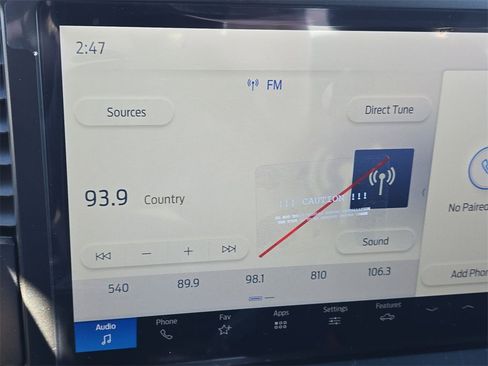 2:47
FM
Sources
Direct Tune
93.9 Country
!!! CAUTION !!!
No Paired
Sound
540 89.9 98.1 810 106.3
Add Phon
Audio Phone Fav Apps Settings Features